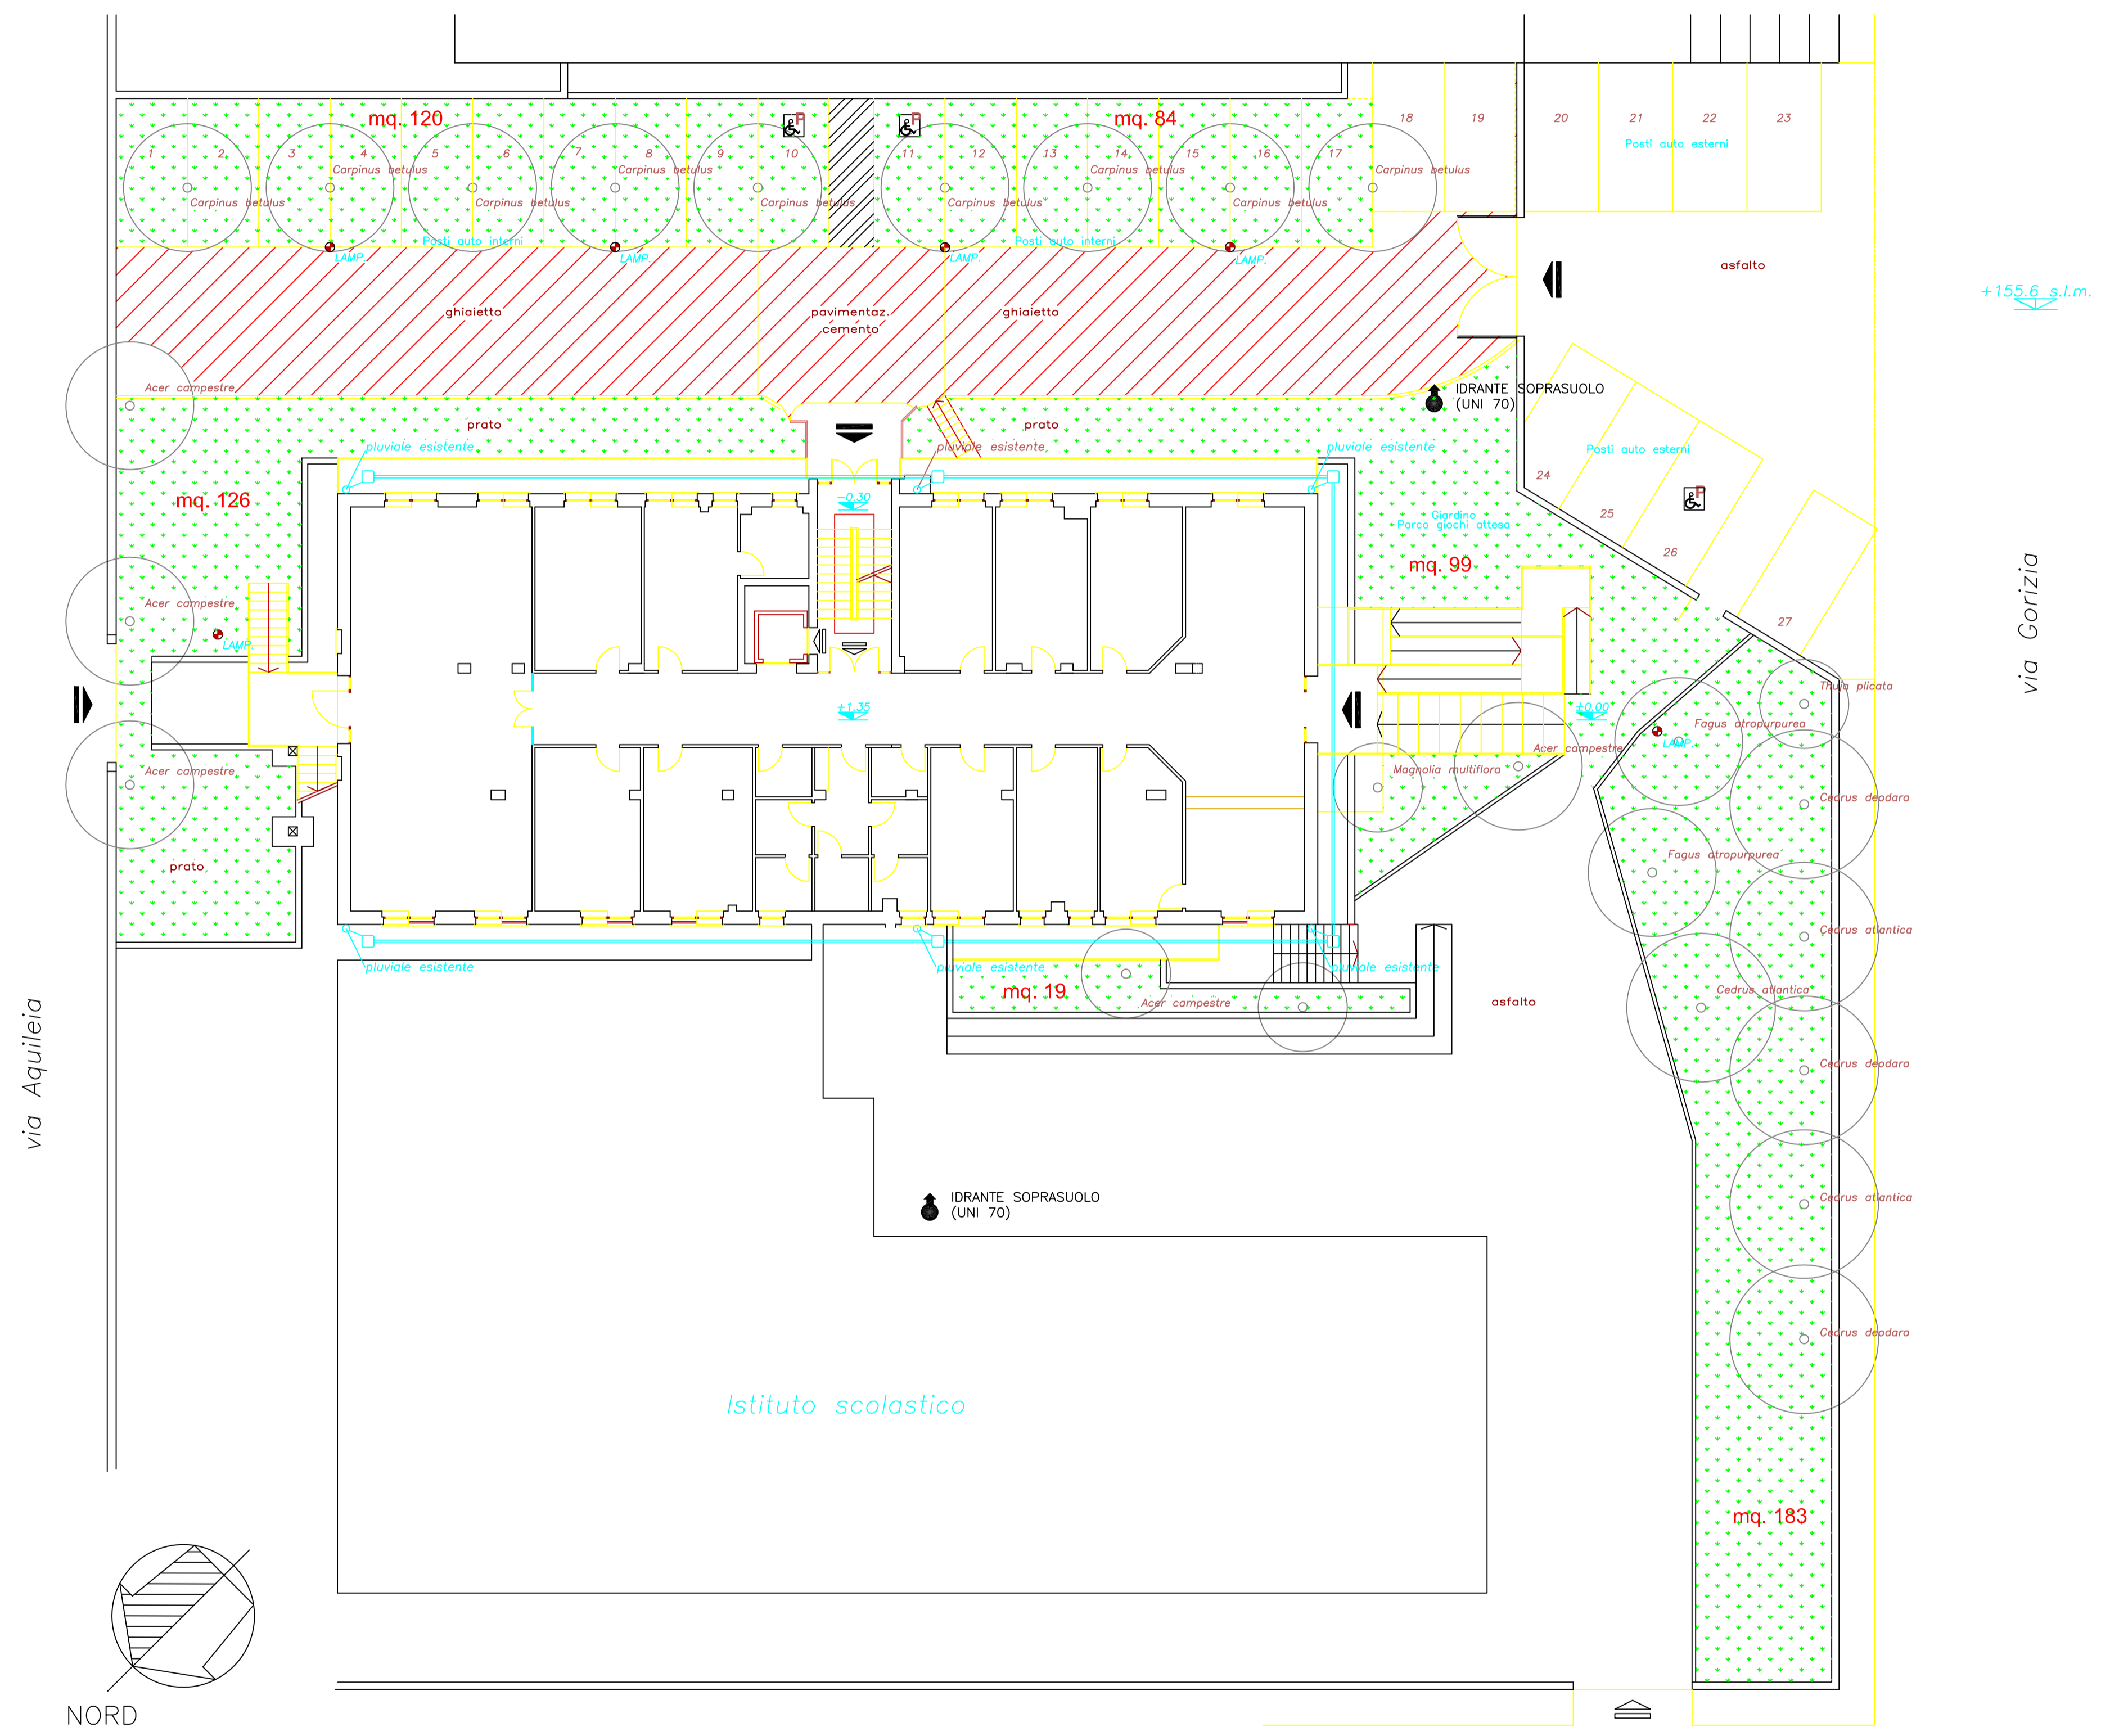 mq. 120
mq. 84
P
P
18
19
20
21
22
23
Posti auto esterni
1
2
3
4
5
6
7
8
9
10
11
12
13
14
15
16
17
Carpinus betulus
Carpinus betulus
Carpinus betulus
Carpinus betulus
Carpinus betulus
Carpinus betulus
Carpinus betulus
Carpinus betulus
Carpinus betulus
Posti auto interni
Posti auto interni
LAMP.
LAMP.
LAMP.
LAMP.
asfalto
+155.6 s.l.m.
ghiaietto
pavimentaz.
cemento
ghiaietto
Acer campestre
IDRANTE SOPRASUOLO
(UNI 70)
prato
prato
pluviale esistente
pluviale esistente
pluviale esistente
Posti auto esterni
24
P
mq. 126
-0.30
Giardino
Parco giochi attesa
25
26
mq. 99
via Gorizia
Acer campestre
LAMP.
27
Thuja plicata
+1.35
+0.00
Fagus atropurpurea
LAMP.
Acer campestre
Acer campestre
Magnolia multiflora
Cedrus deodara
prato
Fagus atropurpurea
Cedrus atlantica
pluviale esistente
pluviale esistente
pluviale esistente
mq. 19
Acer campestre
Cedrus atlantica
asfalto
via Aquileia
Cedrus deodara
IDRANTE SOPRASUOLO
(UNI 70)
Cedrus atlantica
Cedrus deodara
Istituto scolastico
mq. 183
NORD